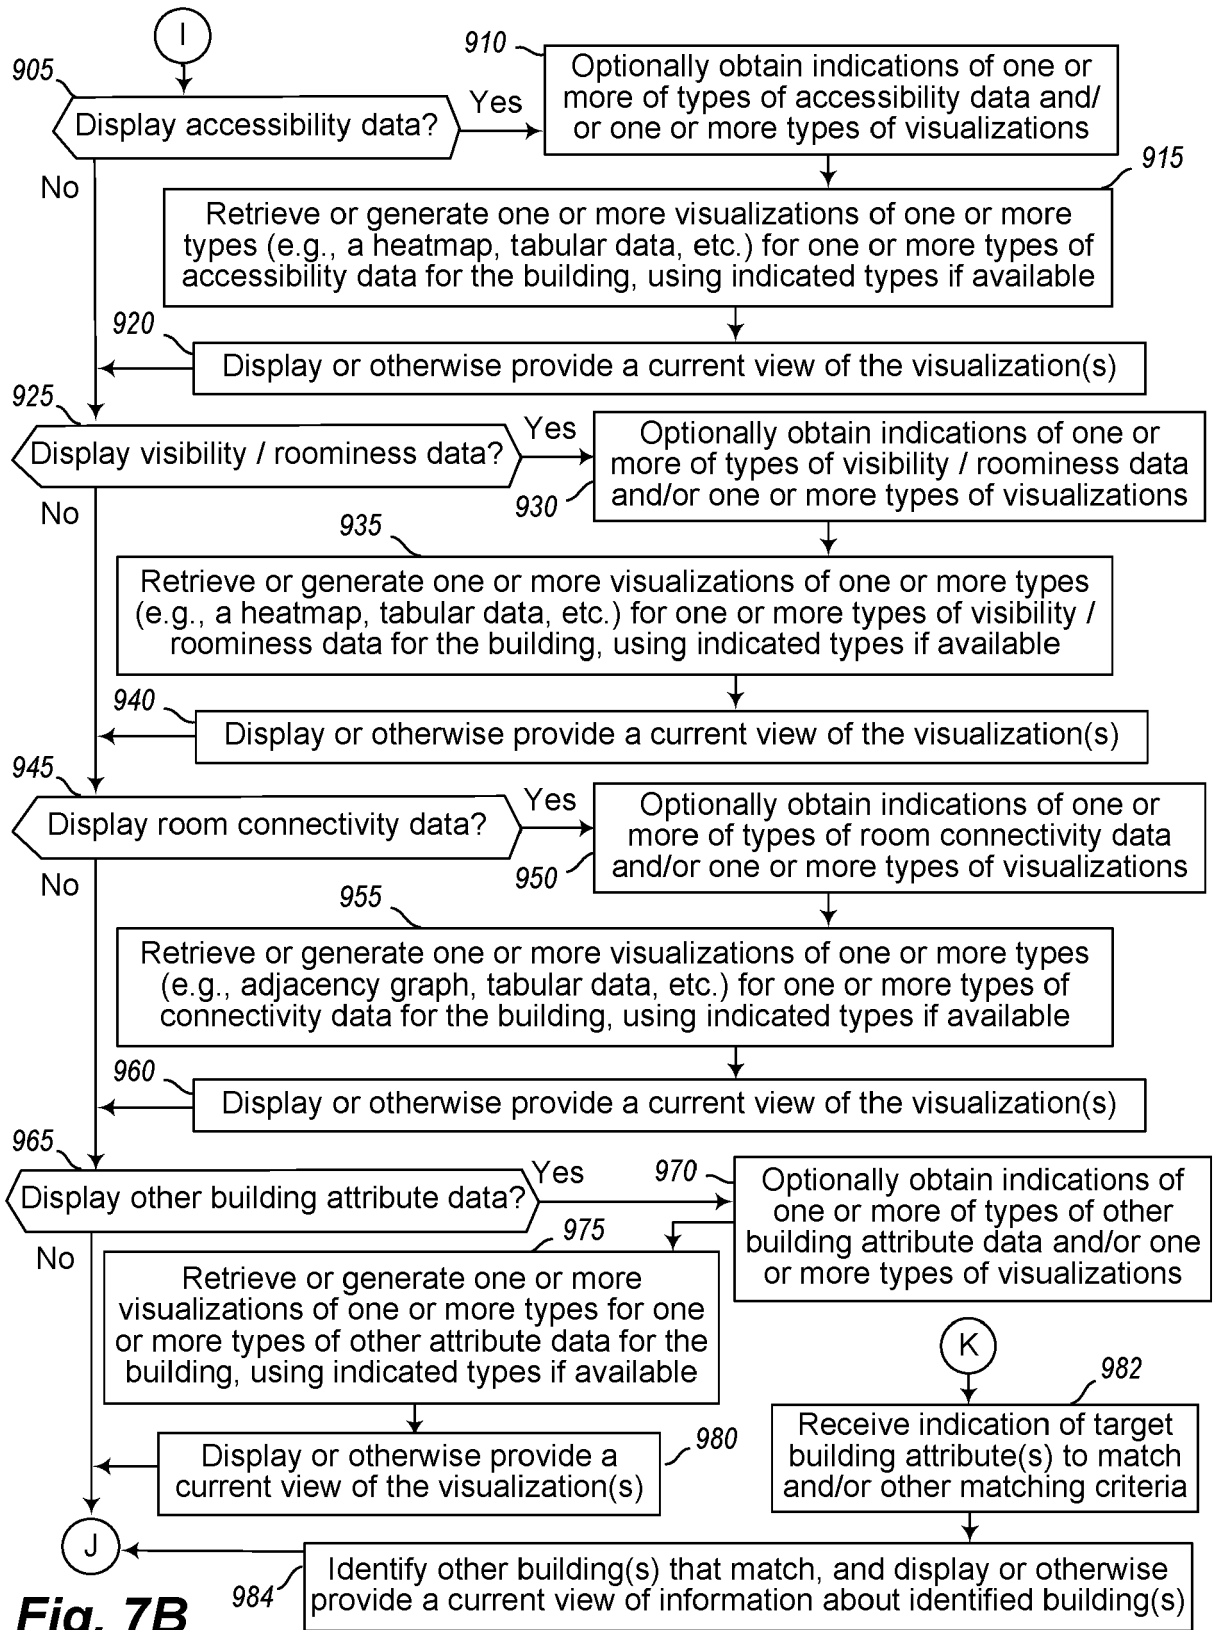 I
905
910
Display accessibility data?
Yes
Optionally obtain indications of one or
more of types of accessibility data and/
or one or more types of visualizations
No
915
Retrieve or generate one or more visualizations of one or more
types (e.g., a heatmap, tabular data, etc.) for one or more types of
accessibility data for the building, using indicated types if available
920
Display or otherwise provide a current view of the visualization(s)
925
Display visibility / roominess data?
Yes
Optionally obtain indications of one or
more of types of visibility / roominess data
and/or one or more types of visualizations
930
No
935
Retrieve or generate one or more visualizations of one or more types
(e.g., a heatmap, tabular data, etc.) for one or more types of visibility /
roominess data for the building, using indicated types if available
940
Display or otherwise provide a current view of the visualization(s)
945
Display room connectivity data?
Yes
Optionally obtain indications of one or
more of types of room connectivity data
and/or one or more types of visualizations
950
No
955
Retrieve or generate one or more visualizations of one or more types
(e.g., adjacency graph, tabular data, etc.) for one or more types of
connectivity data for the building, using indicated types if available
960
Display or otherwise provide a current view of the visualization(s)
965
Display other building attribute data?
Yes
970
Optionally obtain indications of
one or more of types of other
building attribute data and/or one
or more types of visualizations
No
975
Retrieve or generate one or more
visualizations of one or more types for one
or more types of other attribute data for the
building, using indicated types if available
980
Display or otherwise provide a
current view of the visualization(s)
K
982
Receive indication of target
building attribute(s) to match
and/or other matching criteria
J
984
Identify other building(s) that match, and display or otherwise
provide a current view of information about identified building(s)
Fig. 7B